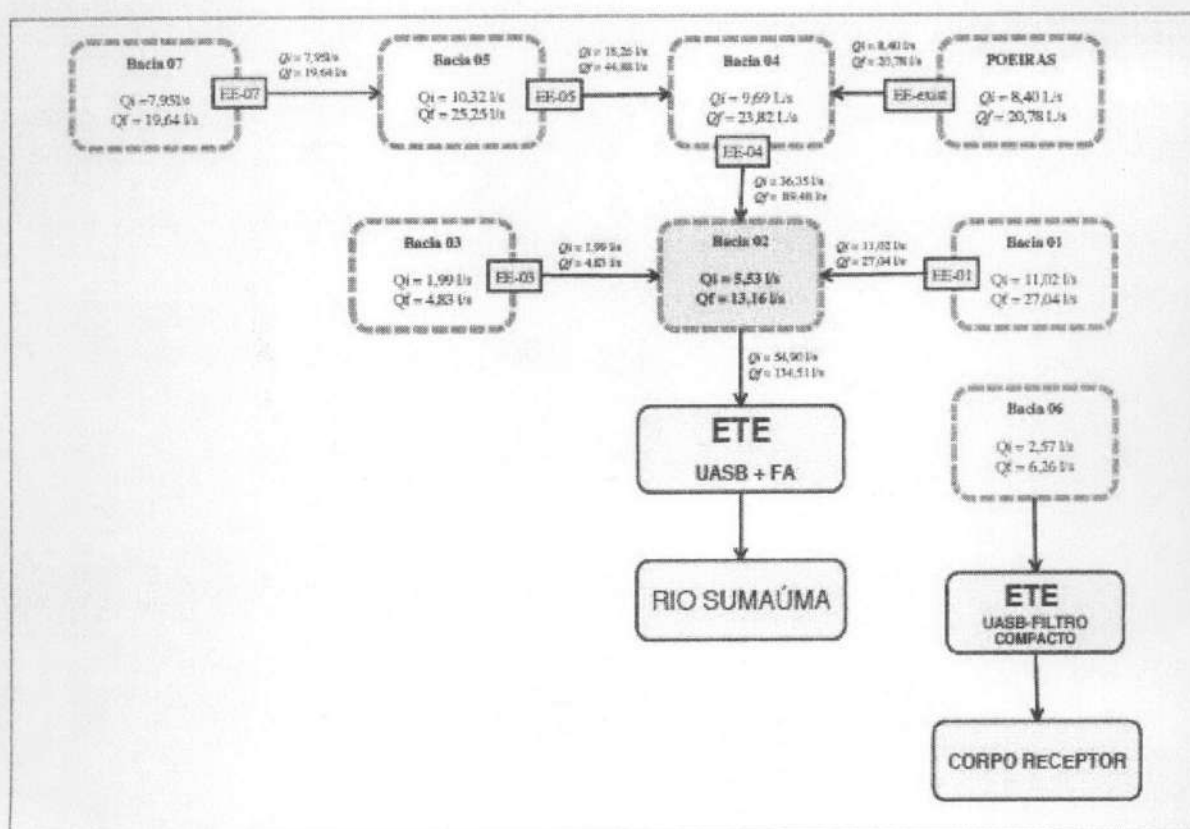 Bacia 07
Qi =7,95l/s
Qf = 19,64 l/s
EE-07
Qi = 7,95l/s
Qf = 19,64 l/s
Bacia 05
Qi = 10,32 l/s
Qf = 25,25 l/s
EE-05
Qi = 18,26 l/s
Qf = 44,88 l/s
Bacia 04
Qi = 9,69 L/s
Qf = 23,82 L/s
EE-04
Qi = 8,40 l/s
Qf = 20,78 l/s
EE-exist
POEIRAS
Qi = 8,40 L/s
Qf = 20,78 L/s
Qi = 36,35 l/s
Qf = 89,48 l/s
Bacia 03
Qi = 1,99 l/s
Qf = 4,83 l/s
EE-03
Qi = 1,99 l/s
Qf = 4,83 l/s
Bacia 02
Qi = 5,53 l/s
Qf = 13,16 l/s
Qi = 11,02 l/s
Qf = 27,04 l/s
EE-01
Bacia 01
Qi = 11,02 l/s
Qf = 27,04 l/s
Qi = 54,90 l/s
Qf = 134,51 l/s
ETE
UASB + FA
RIO SUMAÚMA
Bacia 06
Qi = 2,57 l/s
Qf = 6,26 l/s
ETE
UASB-FILTRO
COMPACTO
CORPO RECEPTOR